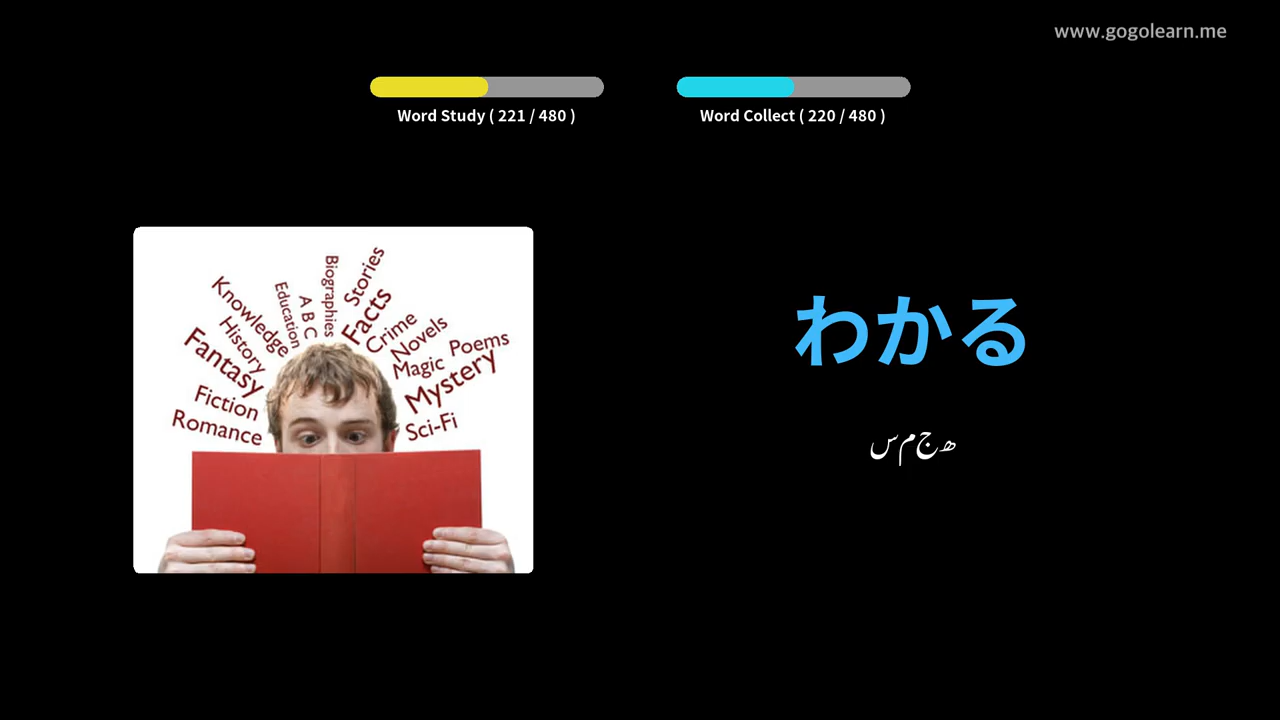 www.gogolearn.me
Word Study ( 221 / 480 )
Word Collect ( 220 / 480 )
Romance
Fiction
Fantasy
History
Knowledge
Education
A B C
Biographies
Stories
Facts
Crime
Novels
Magic
Poems
Mystery
Sci-Fi
わかる
ھ ج م س